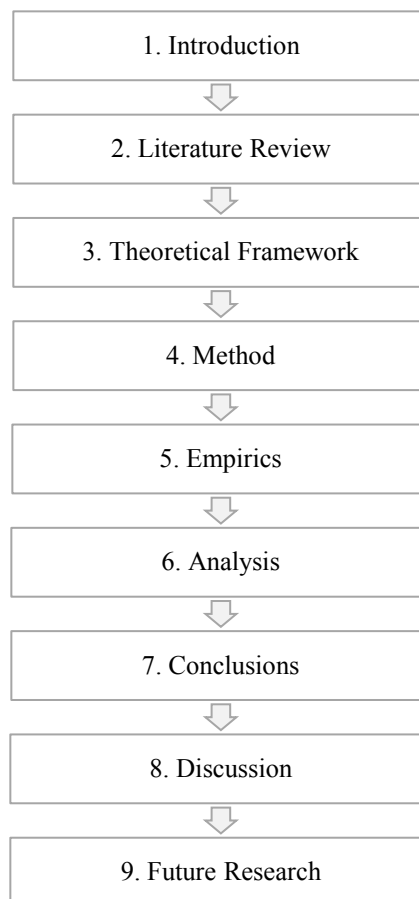 1. Introduction
2. Literature Review
3. Theoretical Framework
4. Method
5. Empirics
6. Analysis
7. Conclusions
8. Discussion
9. Future Research